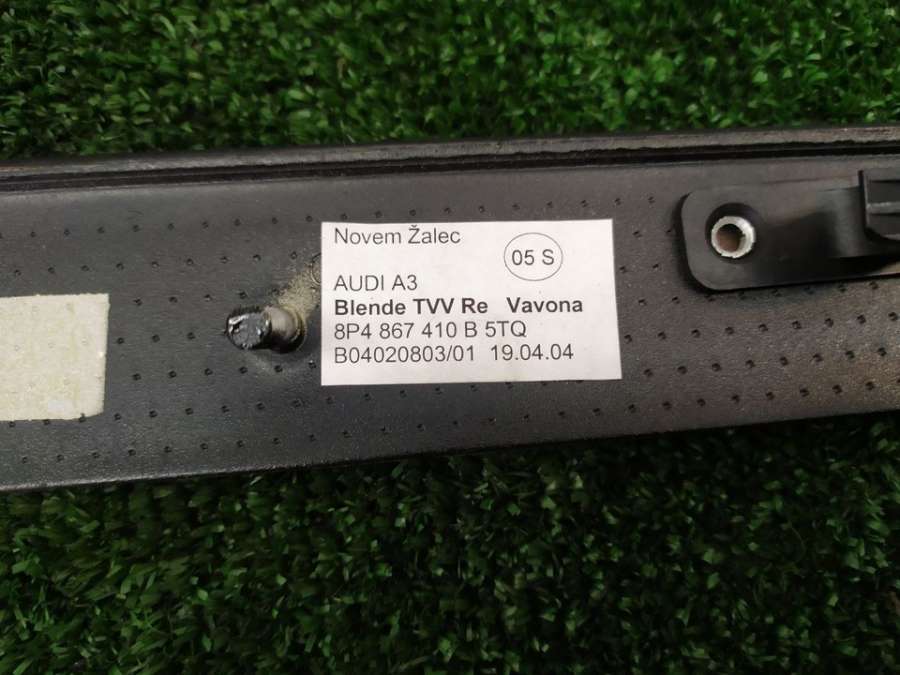 Novem Žalec
05 S
AUDI A3
Blende TVV Re Vavona
8P4 867 410 B 5TQ
B04020803/01 19.04.04